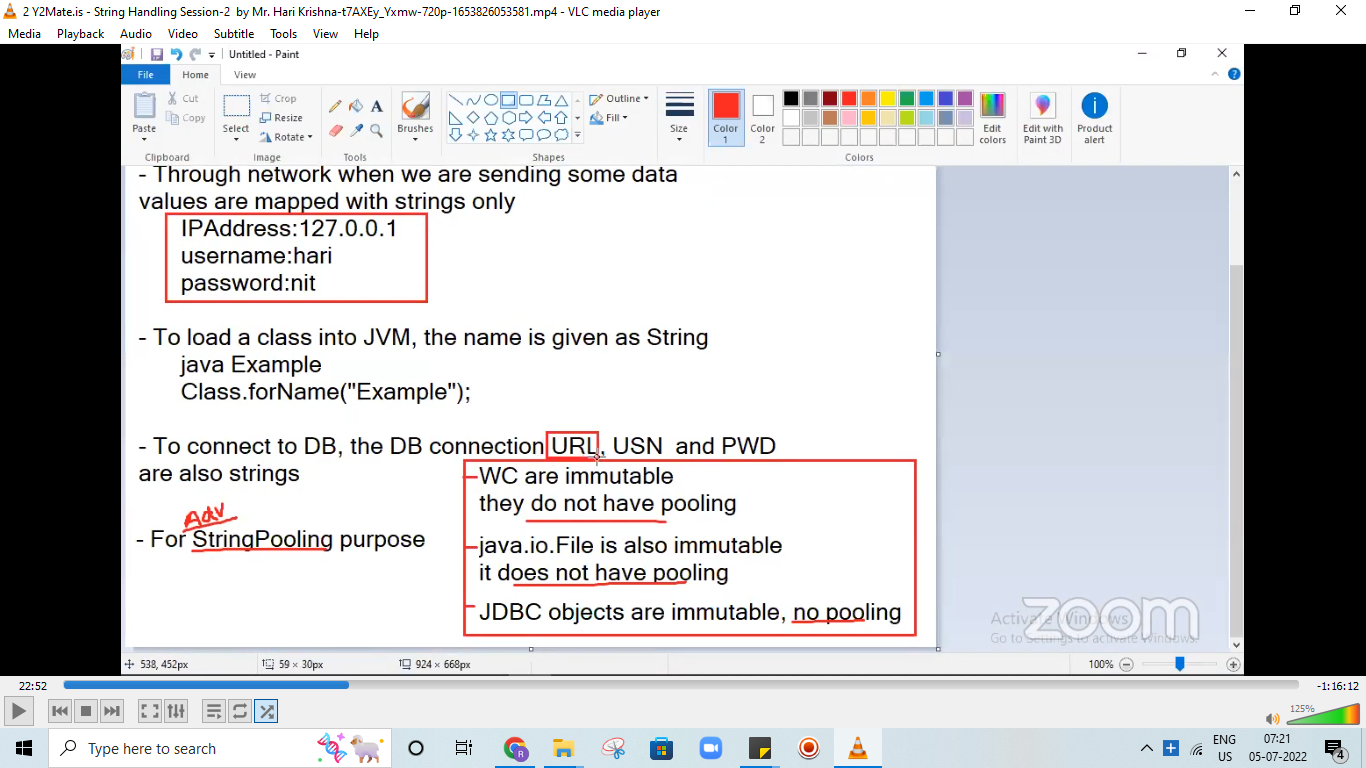 2 Y2Mate.is - String Handling Session-2 by Mr. Hari Krishna-t7AXEy_Yxmw-720p-1653826053581.mp4 - VLC media player
Media Playback Audio Video Subtitle Tools View Help
Untitled - Paint
File Home View
Paste
Cut
Copy
Clipboard
Select
Crop
Resize
Rotate
Image
Tools
Brushes
Outline
Fill
Shapes
Size
Color 1
Color 2
Edit colors
Colors
Edit with Paint 3D
Product alert
- Through network when we are sending some data
values are mapped with strings only
IPAddress:127.0.0.1
username:hari
password:nit
- To load a class into JVM, the name is given as String
java Example
Class.forName("Example");
- To connect to DB, the DB connection URL, USN and PWD
are also strings
WC are immutable
they do not have pooling
Adv
- For StringPooling purpose
java.io.File is also immutable
it does not have pooling
JDBC objects are immutable, no pooling
Activate Windows
Go to Settings to activate Windows.
zoom
538, 452px
59 × 30px
924 × 668px
100%
22:52
-1:16:12
125%
Type here to search
ENG
US
07:21
05-07-2022
4